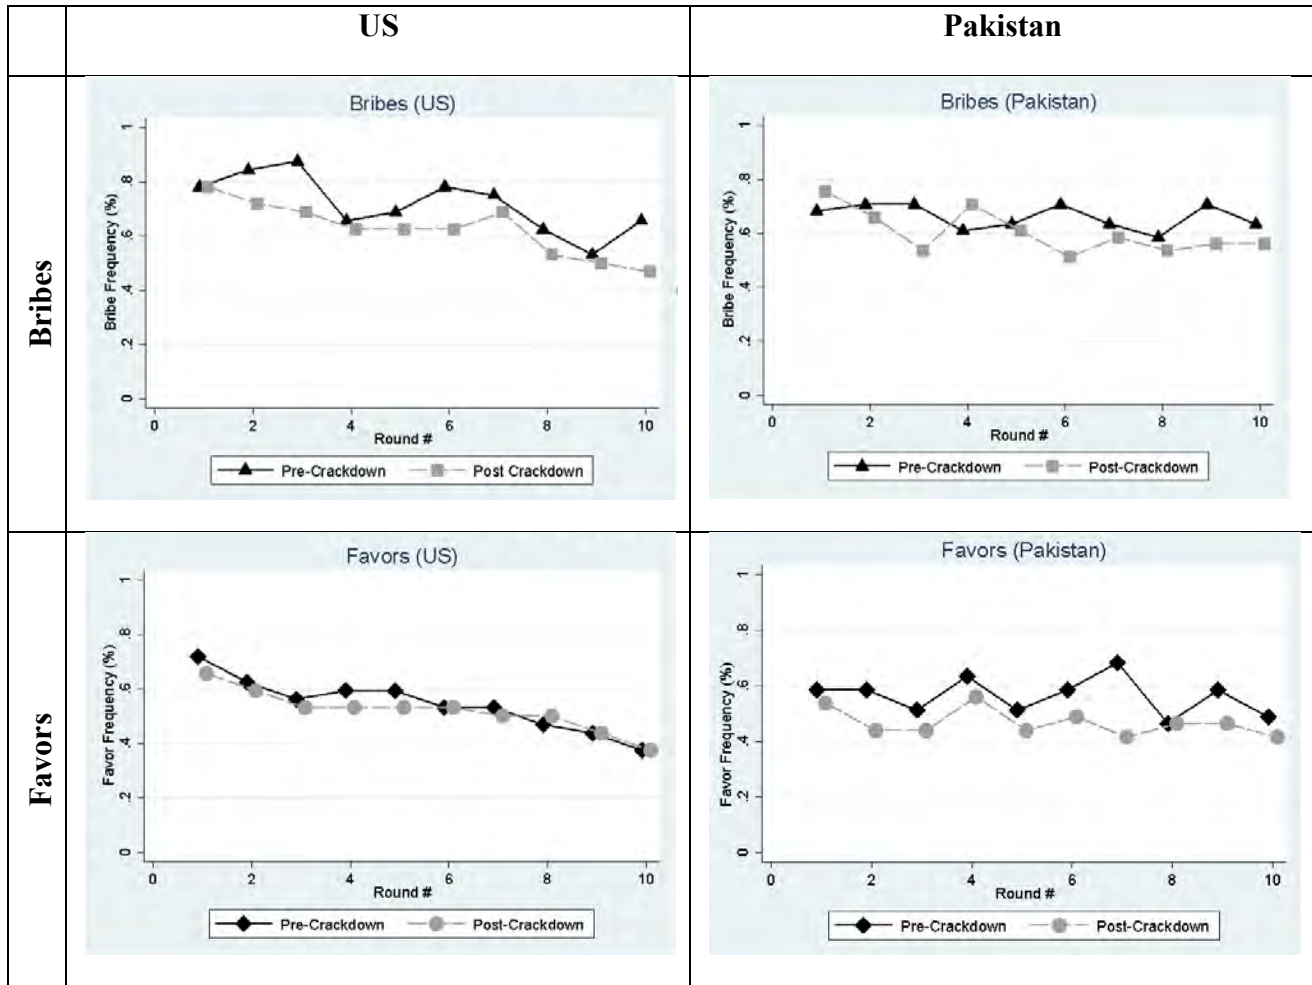 US
Pakistan
Bribes
Bribes (US)
Bribe Frequency (%)
1
.8
.6
.4
.2
0
0 2 4 6 8 10
Round #
Pre-Crackdown Post Crackdown
Bribes (Pakistan)
Bribe Frequency (%)
1
.8
.6
.4
.2
0
0 2 4 6 8 10
Round #
Pre-Crackdown Post-Crackdown
Favors
Favors (US)
Favor Frequency (%)
1
.8
.6
.4
.2
0
0 2 4 6 8 10
Round #
Pre-Crackdown Post-Crackdown
Favors (Pakistan)
Favor Frequency (%)
1
.8
.6
.4
.2
0
0 2 4 6 8 10
Round #
Pre-Crackdown Post-Crackdown